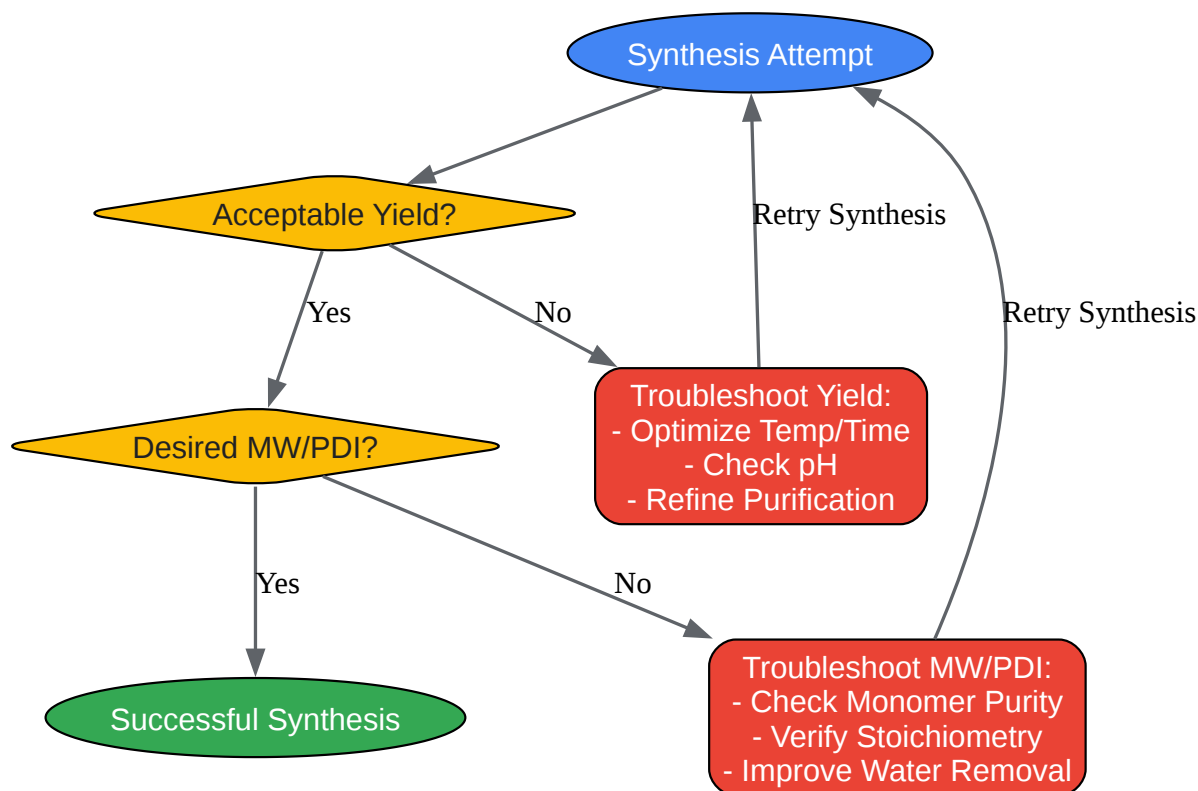 Synthesis Attempt
Acceptable Yield?
Retry Synthesis
Yes
No
Retry Synthesis
Troubleshoot Yield:
- Optimize Temp/Time
- Check pH
- Refine Purification
Desired MW/PDI?
Yes
No
Troubleshoot MW/PDI:
- Check Monomer Purity
- Verify Stoichiometry
- Improve Water Removal
Successful Synthesis